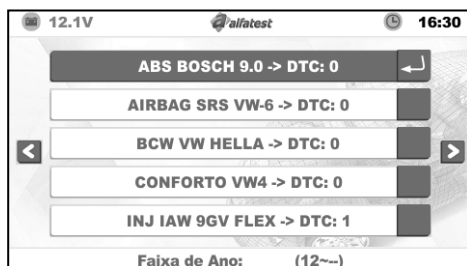 12.1V alfatest 16:30
ABS BOSCH 9.0 -> DTC: 0
AIRBAG SRS VW-6 -> DTC: 0
BCW VW HELLA -> DTC: 0
CONFORTO VW4 -> DTC: 0
INJ IAW 9GV FLEX -> DTC: 1
Faixa de Ano: (12~--)